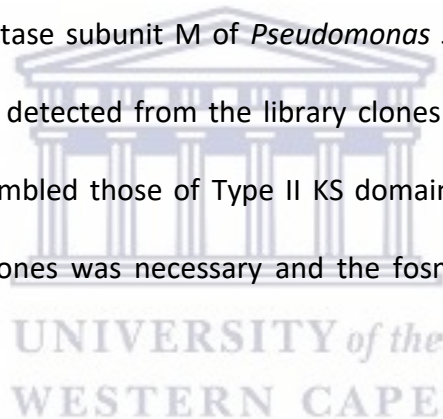 tase subunit M of Pseudomonas
detected from the library clones
mbled those of Type II KS domain
ones was necessary and the fosm
UNIVERSITY of the
WESTERN CAPE